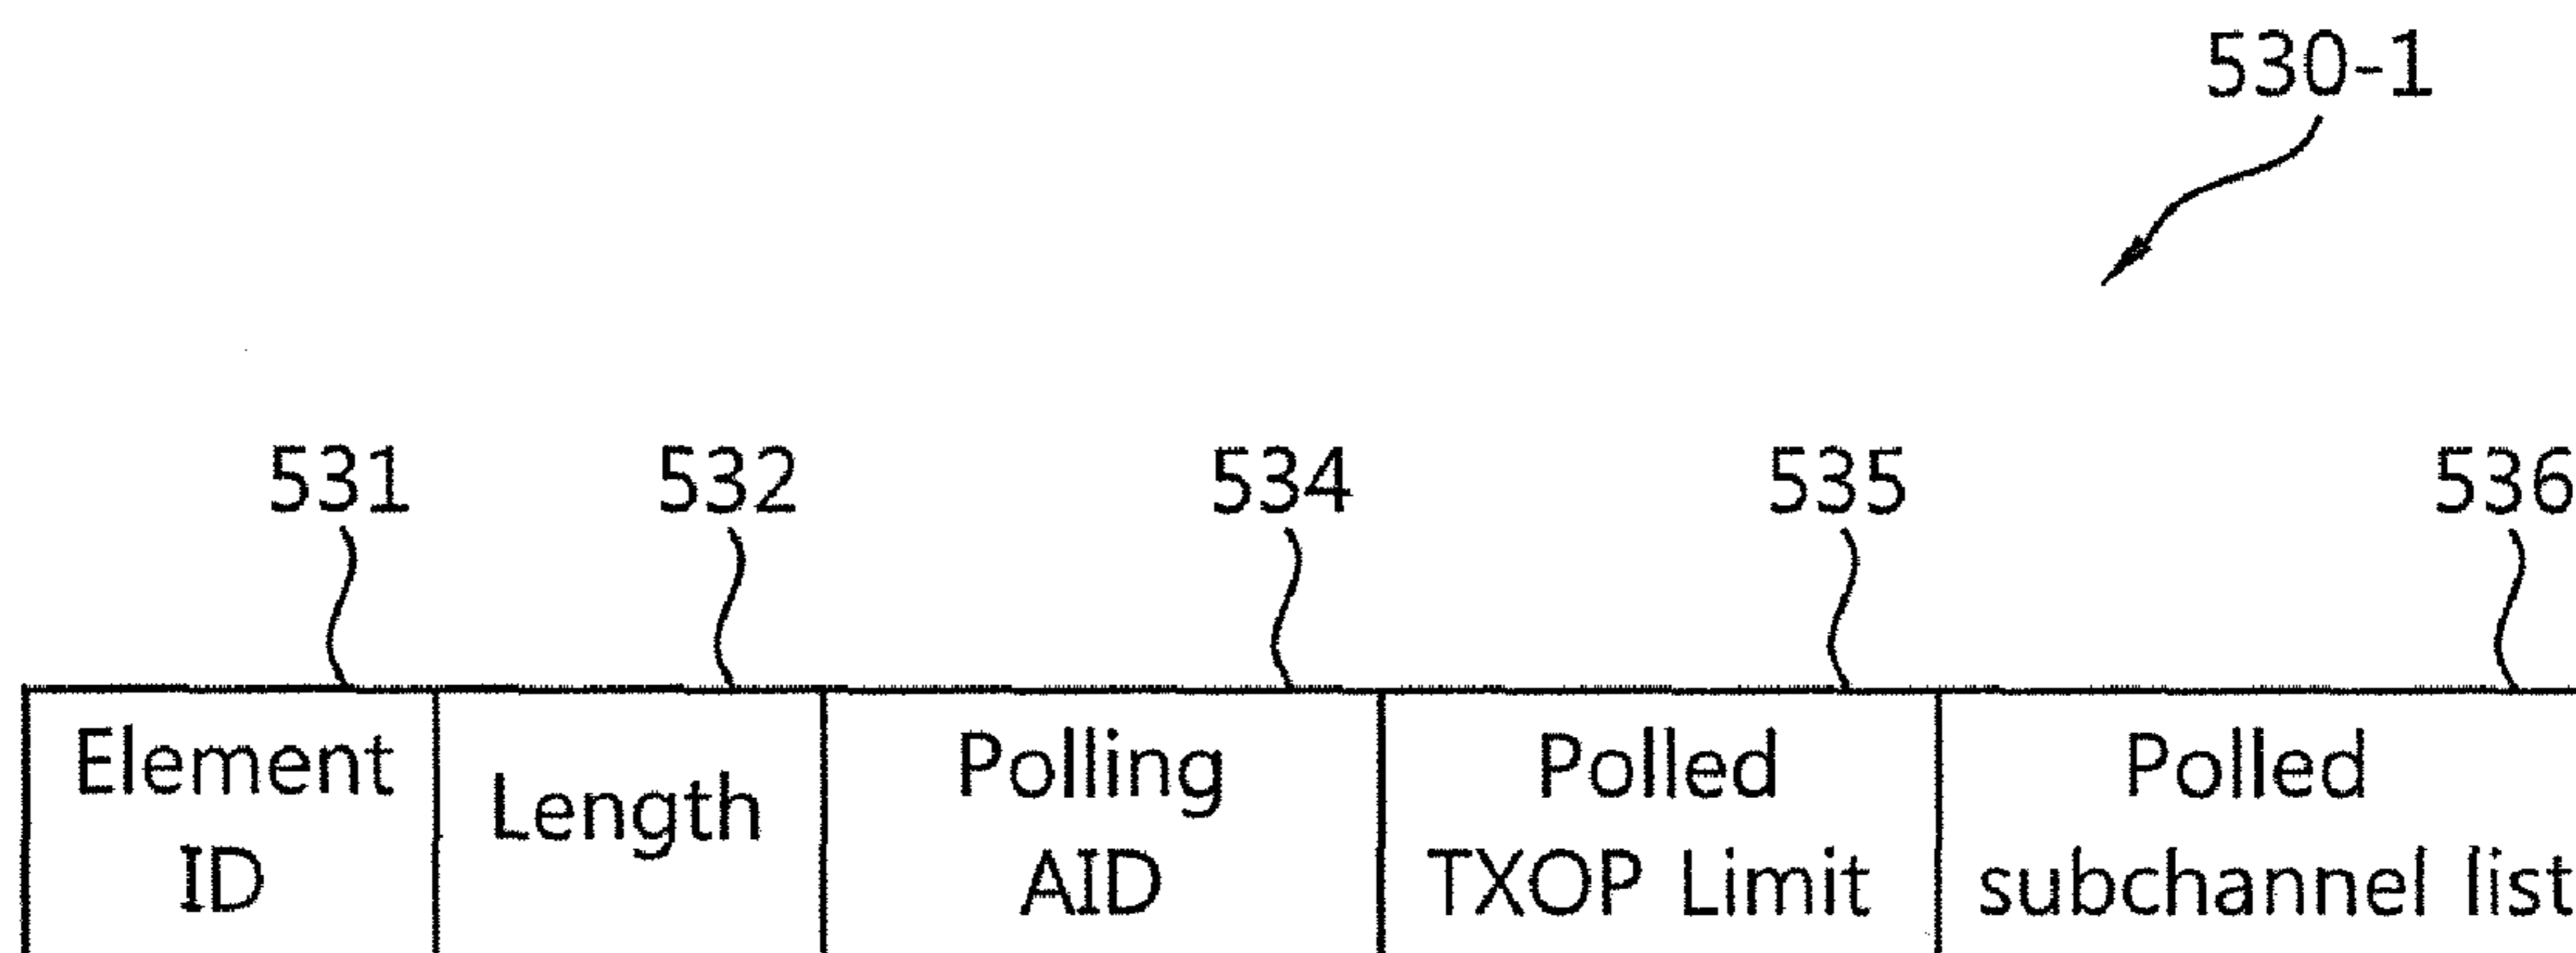 530-1
531 532 534 535 536
Element ID
Length
Polling AID
Polled TXOP Limit
Polled subchannel list